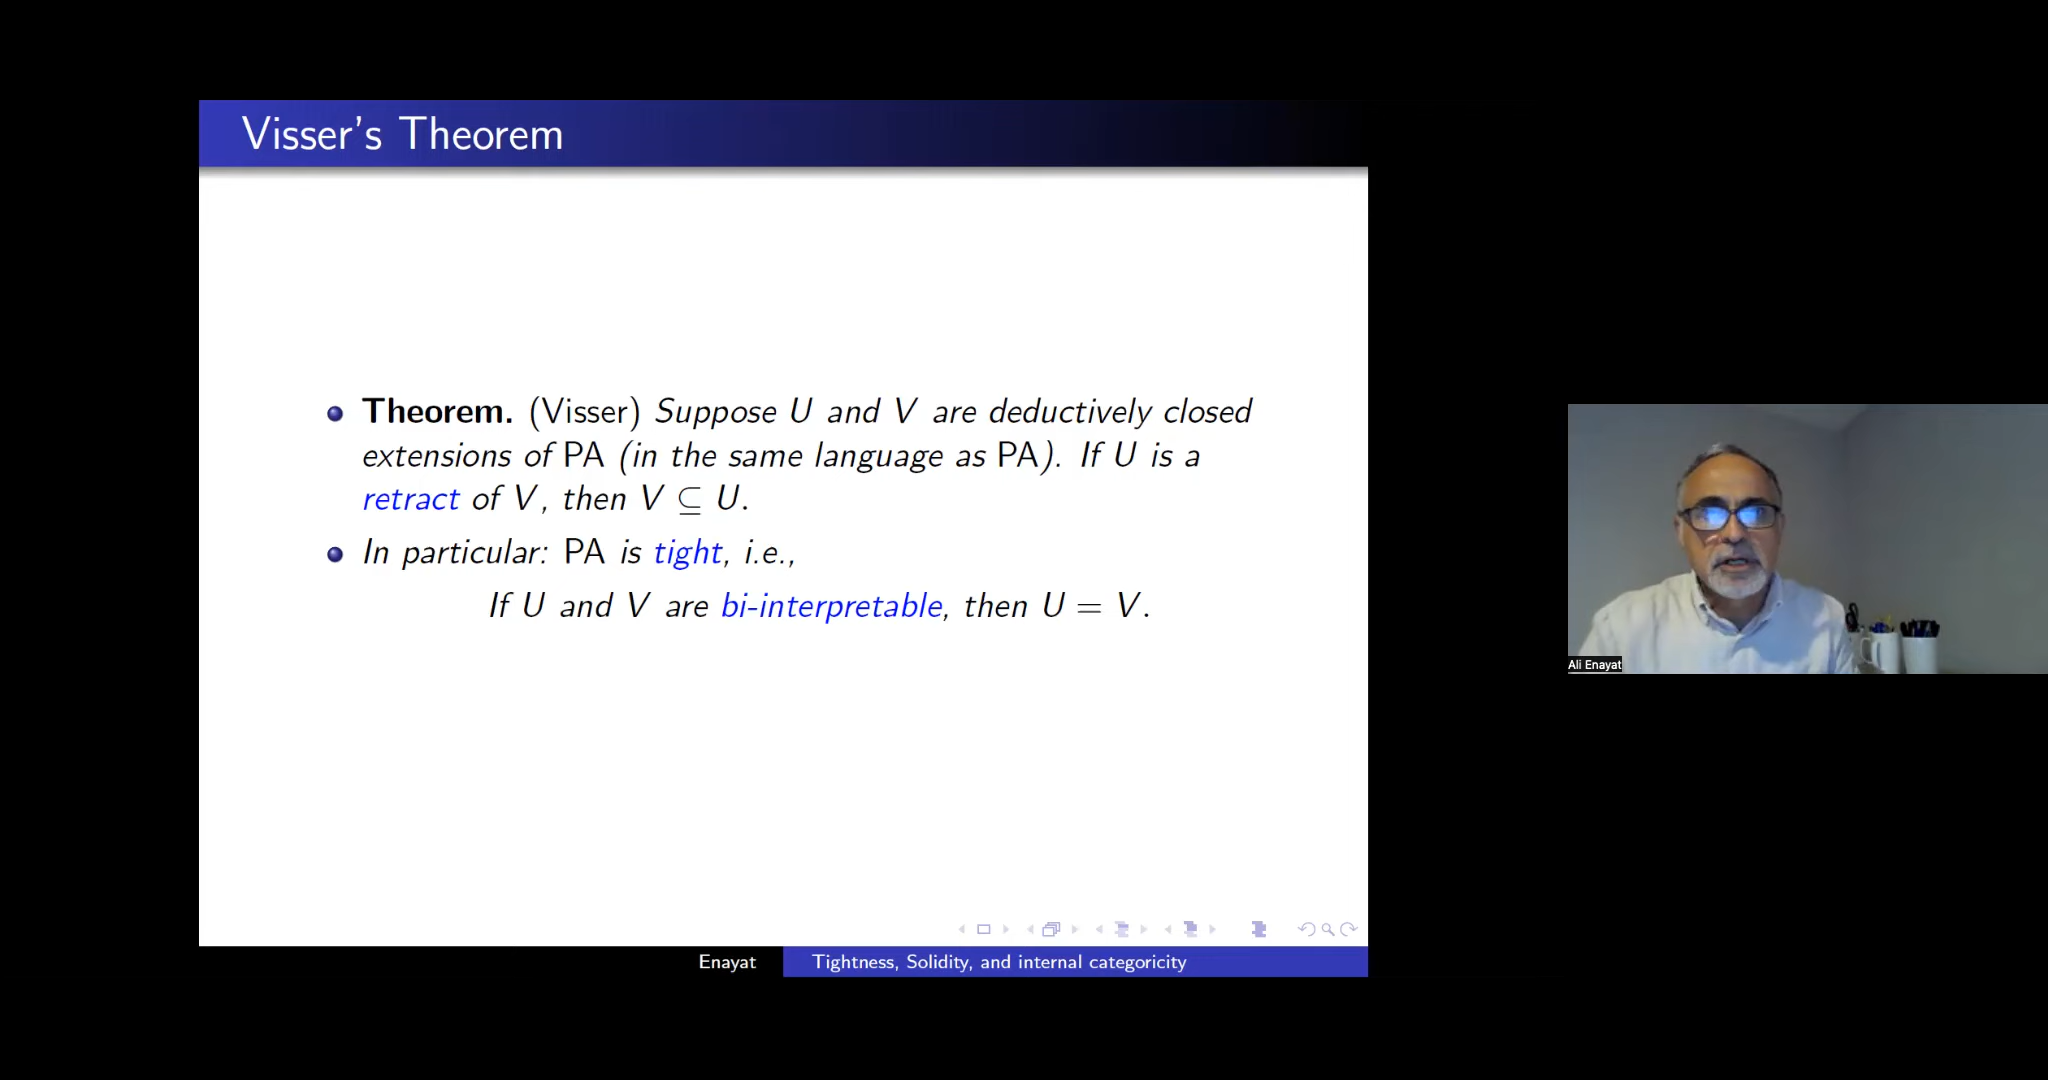 Visser's Theorem
Theorem. (Visser) Suppose U and V are deductively closed
extensions of PA (in the same language as PA). If U is a
retract of V, then V ⊆ U.
In particular: PA is tight, i.e.,
If U and V are bi-interpretable, then U = V.
Ali Enayat
Enayat
Tightness, Solidity, and internal categoricity